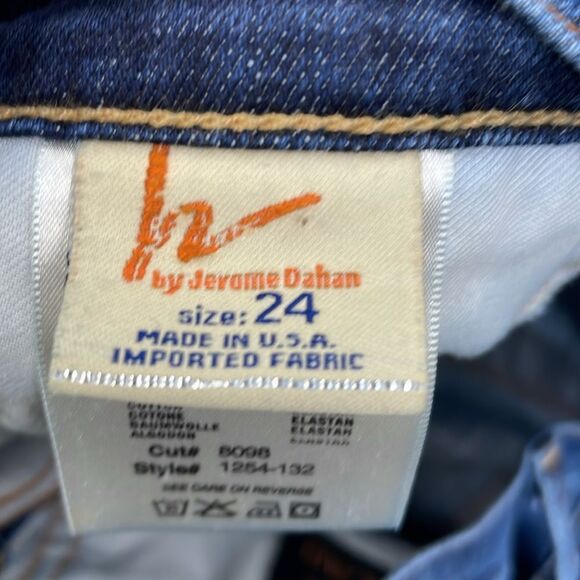 by Jerome Dahan
size: 24
MADE IN U.S.A.
IMPORTED FABRIC
COTTON
COTONE ELASTAN
BAUMWOLLE ELASTAN
ALGODON
Cut# 8098
Style# 1254-132
SEE CARE ON REVERSE